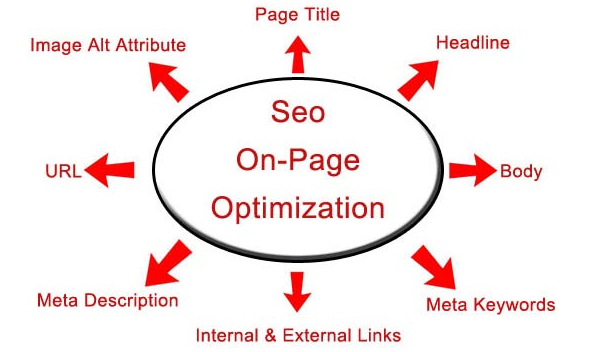 Page Title
Image Alt Attribute
Headline
Seo
On-Page
Optimization
URL
Body
Meta Description
Meta Keywords
Internal & External Links